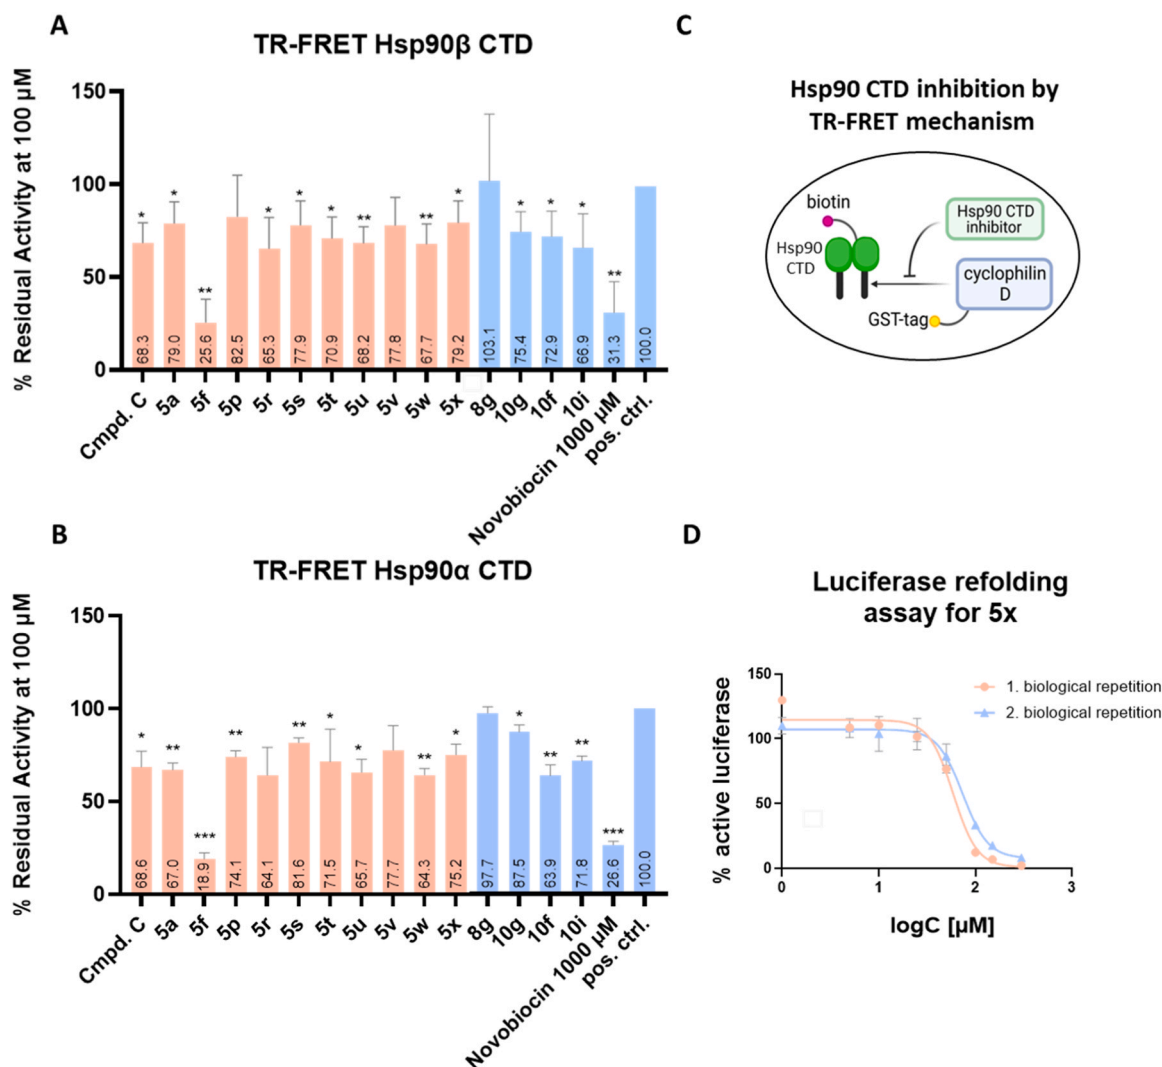 A
TR-FRET Hsp90β CTD
% Residual Activity at 100 µM
150
100
50
0
* * ** * * * ** ** * * * * **
68.3 79.0 25.6 82.5 65.3 77.9 70.9 68.2 77.8 67.7 79.2 103.1 75.4 72.9 66.9 31.3 100.0
Cmpd. C 5a 5f 5p 5r 5s 5t 5u 5v 5w 5x 8g 10g 10f 10i Novobiocin 1000 µM pos. ctrl.
C
Hsp90 CTD inhibition by
TR-FRET mechanism
biotin
Hsp90
CTD
Hsp90 CTD
inhibitor
cyclophilin
D
GST-tag
B
TR-FRET Hsp90α CTD
% Residual Activity at 100 µM
150
100
50
0
* ** *** ** ** * * ** * * ** ** ***
68.6 67.0 18.9 74.1 64.1 81.6 71.5 65.7 77.7 64.3 75.2 97.7 87.5 63.9 71.8 26.6 100.0
Cmpd. C 5a 5f 5p 5r 5s 5t 5u 5v 5w 5x 8g 10g 10f 10i Novobiocin 1000 µM pos. ctrl.
D
Luciferase refolding
assay for 5x
% active luciferase
150
100
50
0
0 1 2 3
logC [µM]
1. biological repetition
2. biological repetition